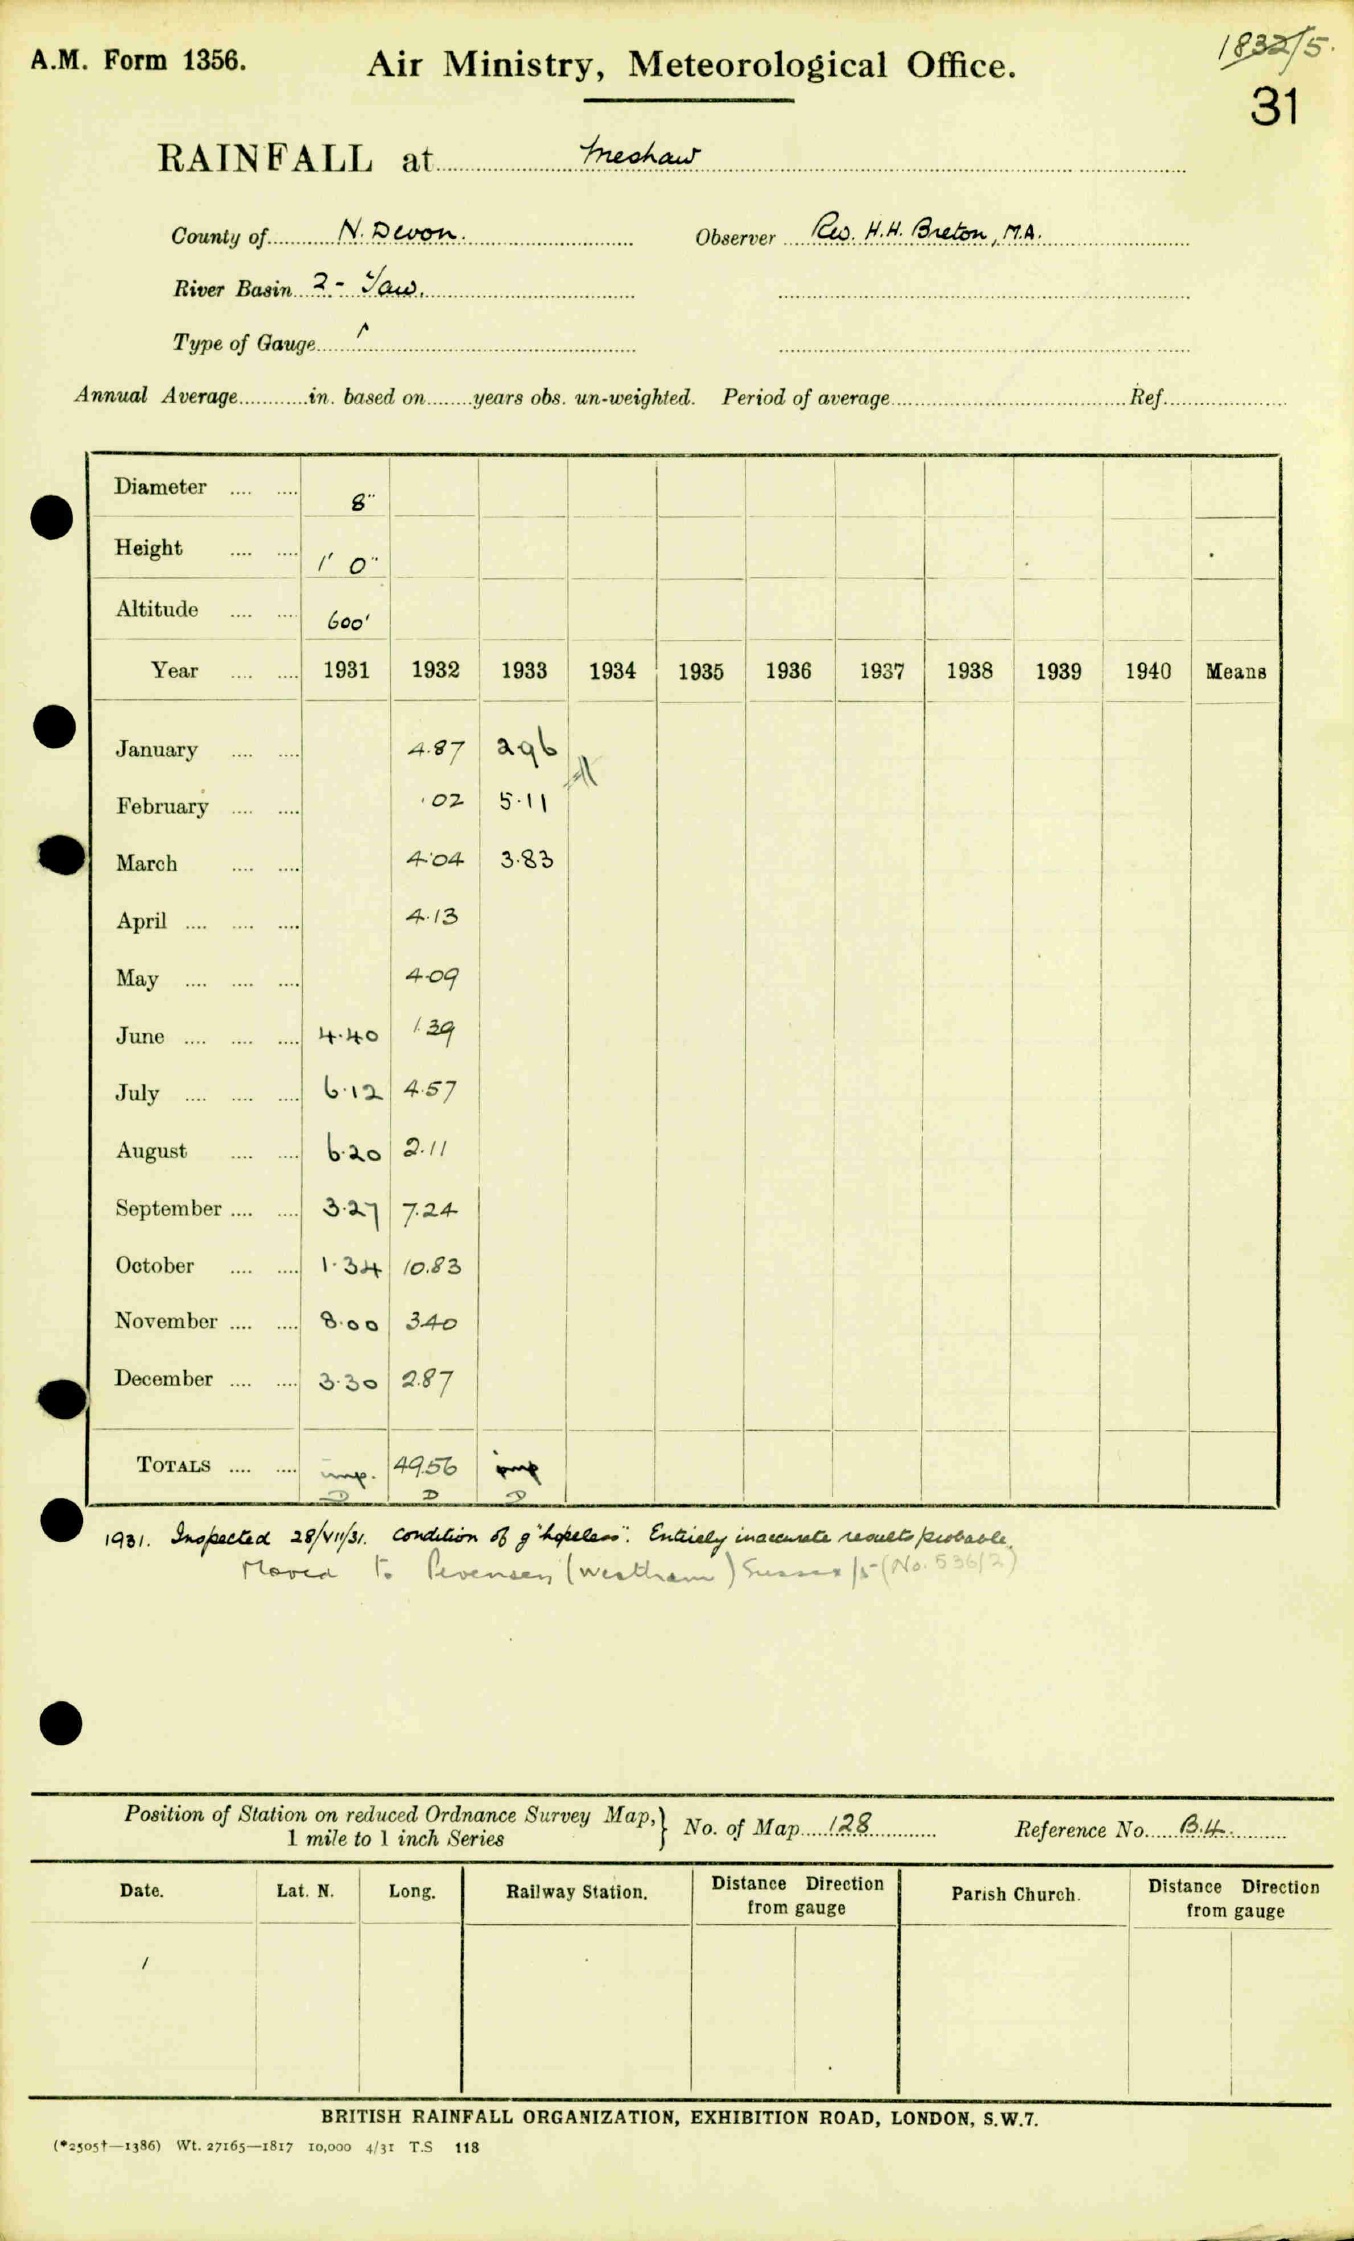 A.M. Form 1356.
Air Ministry, Meteorological Office.
1832/5.
31
RAINFALL at Meshaw
County of N. Devon. Observer Rev. H.H. Breton, M.A.
River Basin 2 - Taw.
Type of Gauge
Annual Average in. based on years obs. un-weighted. Period of average Ref.
Diameter .... .... 8"
Height .... .... 1' 0"
Altitude .... .... 600'
Year .... .... 1931 1932 1933 1934 1935 1936 1937 1938 1939 1940 Means
January .... .... 4.87 2.96
February .... .... .02 5.11
March .... .... 4.04 3.83
April .... .... .... 4.13
May .... .... .... 4.09
June .... .... .... 4.40 1.39
July .... .... .... 6.12 4.57
August .... .... 6.20 2.11
September .... .... 3.27 7.24
October .... .... 1.34 10.83
November .... .... 8.00 3.40
December .... .... 3.30 2.87
TOTALS .... .... imp. 49.56 imp
D D D
1931. Inspected 28/VII/31. Condition of g "hopeless". Entirely inaccurate results probable.
Moved to Pevensey (Westham) Sussex /5 (No. 536/2)
Position of Station on reduced Ordnance Survey Map, } No. of Map 128 Reference No. B.4.
1 mile to 1 inch Series
Date. Lat. N. Long. Railway Station. Distance Direction from gauge Parish Church. Distance Direction from gauge
BRITISH RAINFALL ORGANIZATION, EXHIBITION ROAD, LONDON, S.W.7.
(*2505†—1386) Wt. 27165—1817 10,000 4/31 T.S 118